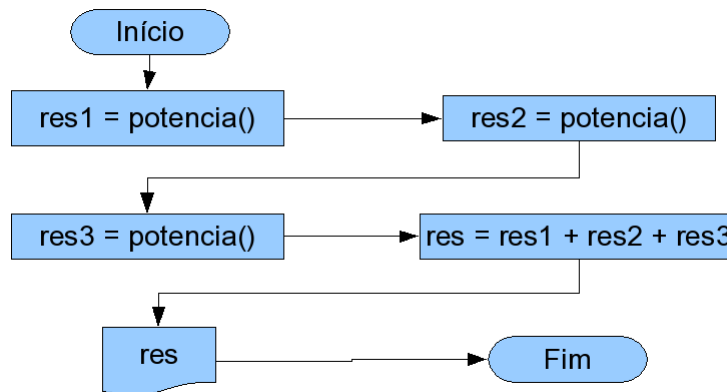 Início
res1 = potencia()
res2 = potencia()
res3 = potencia()
res = res1 + res2 + res3
res
Fim